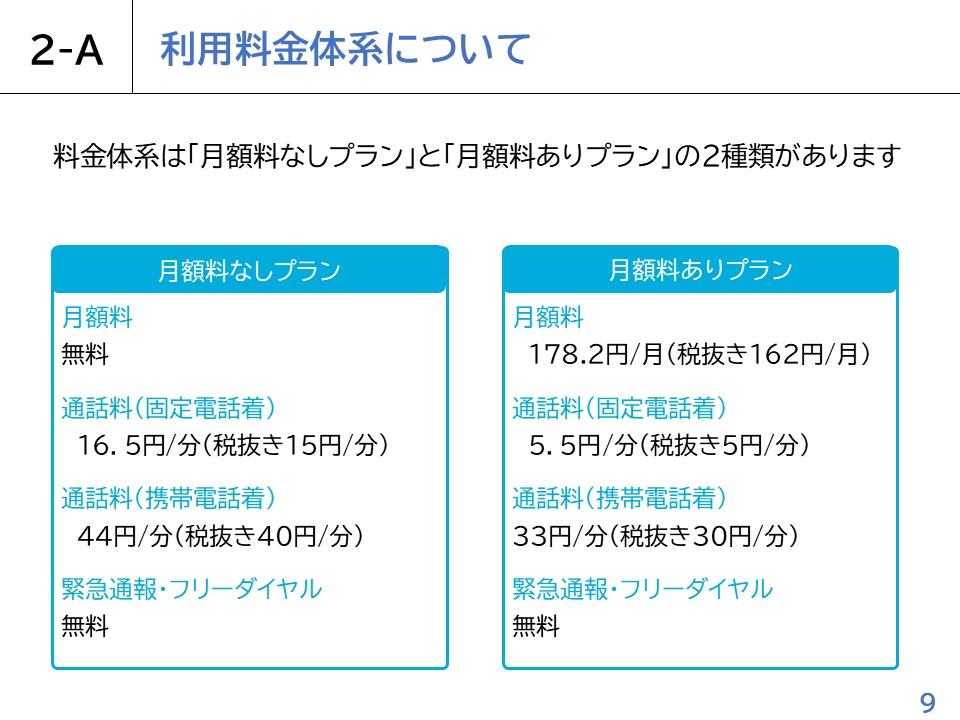 2-A
利用料金体系について
料金体系は「月額料なしプラン」と「月額料ありプラン」の2種類があります
月額料なしプラン
月額料
無料
通話料(固定電話着)
16．5円/分(税抜き15円/分)
通話料(携帯電話着)
44円/分(税抜き40円/分)
緊急通報・フリーダイヤル
無料
月額料ありプラン
月額料
178.2円/月(税抜き162円/月)
通話料(固定電話着)
5．5円/分(税抜き5円/分)
通話料(携帯電話着)
33円/分(税抜き30円/分)
緊急通報・フリーダイヤル
無料
9